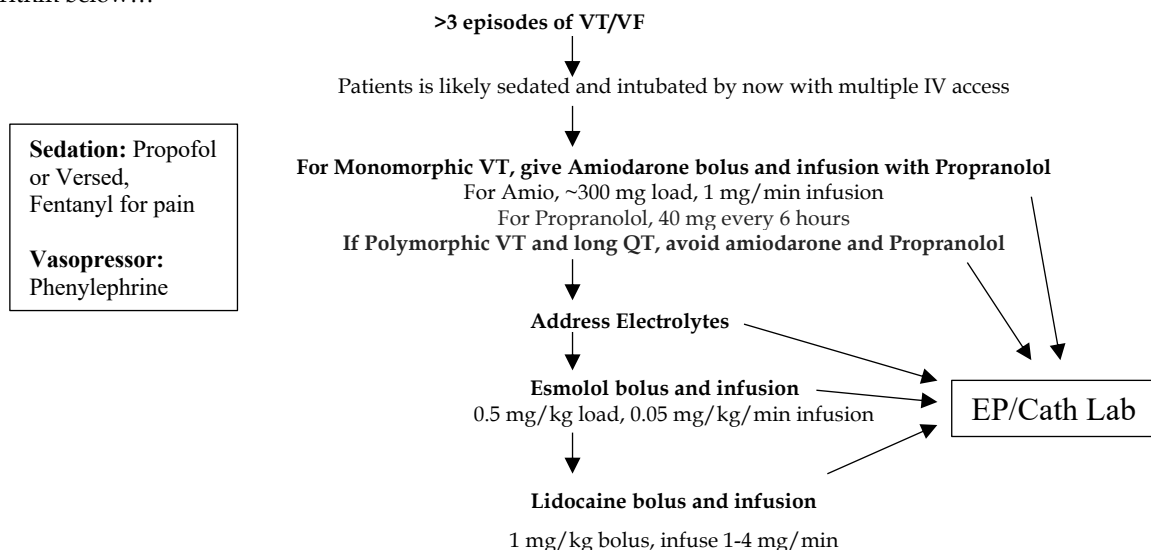 >3 episodes of VT/VF
Patients is likely sedated and intubated by now with multiple IV access
Sedation: Propofol
or Versed,
Fentanyl for pain
Vasopressor:
Phenylephrine
For Monomorphic VT, give Amiodarone bolus and infusion with Propranolol
For Amio, ~300 mg load, 1 mg/min infusion
For Propranolol, 40 mg every 6 hours
If Polymorphic VT and long QT, avoid amiodarone and Propranolol
Address Electrolytes
Esmolol bolus and infusion
0.5 mg/kg load, 0.05 mg/kg/min infusion
EP/Cath Lab
Lidocaine bolus and infusion
1 mg/kg bolus, infuse 1-4 mg/min